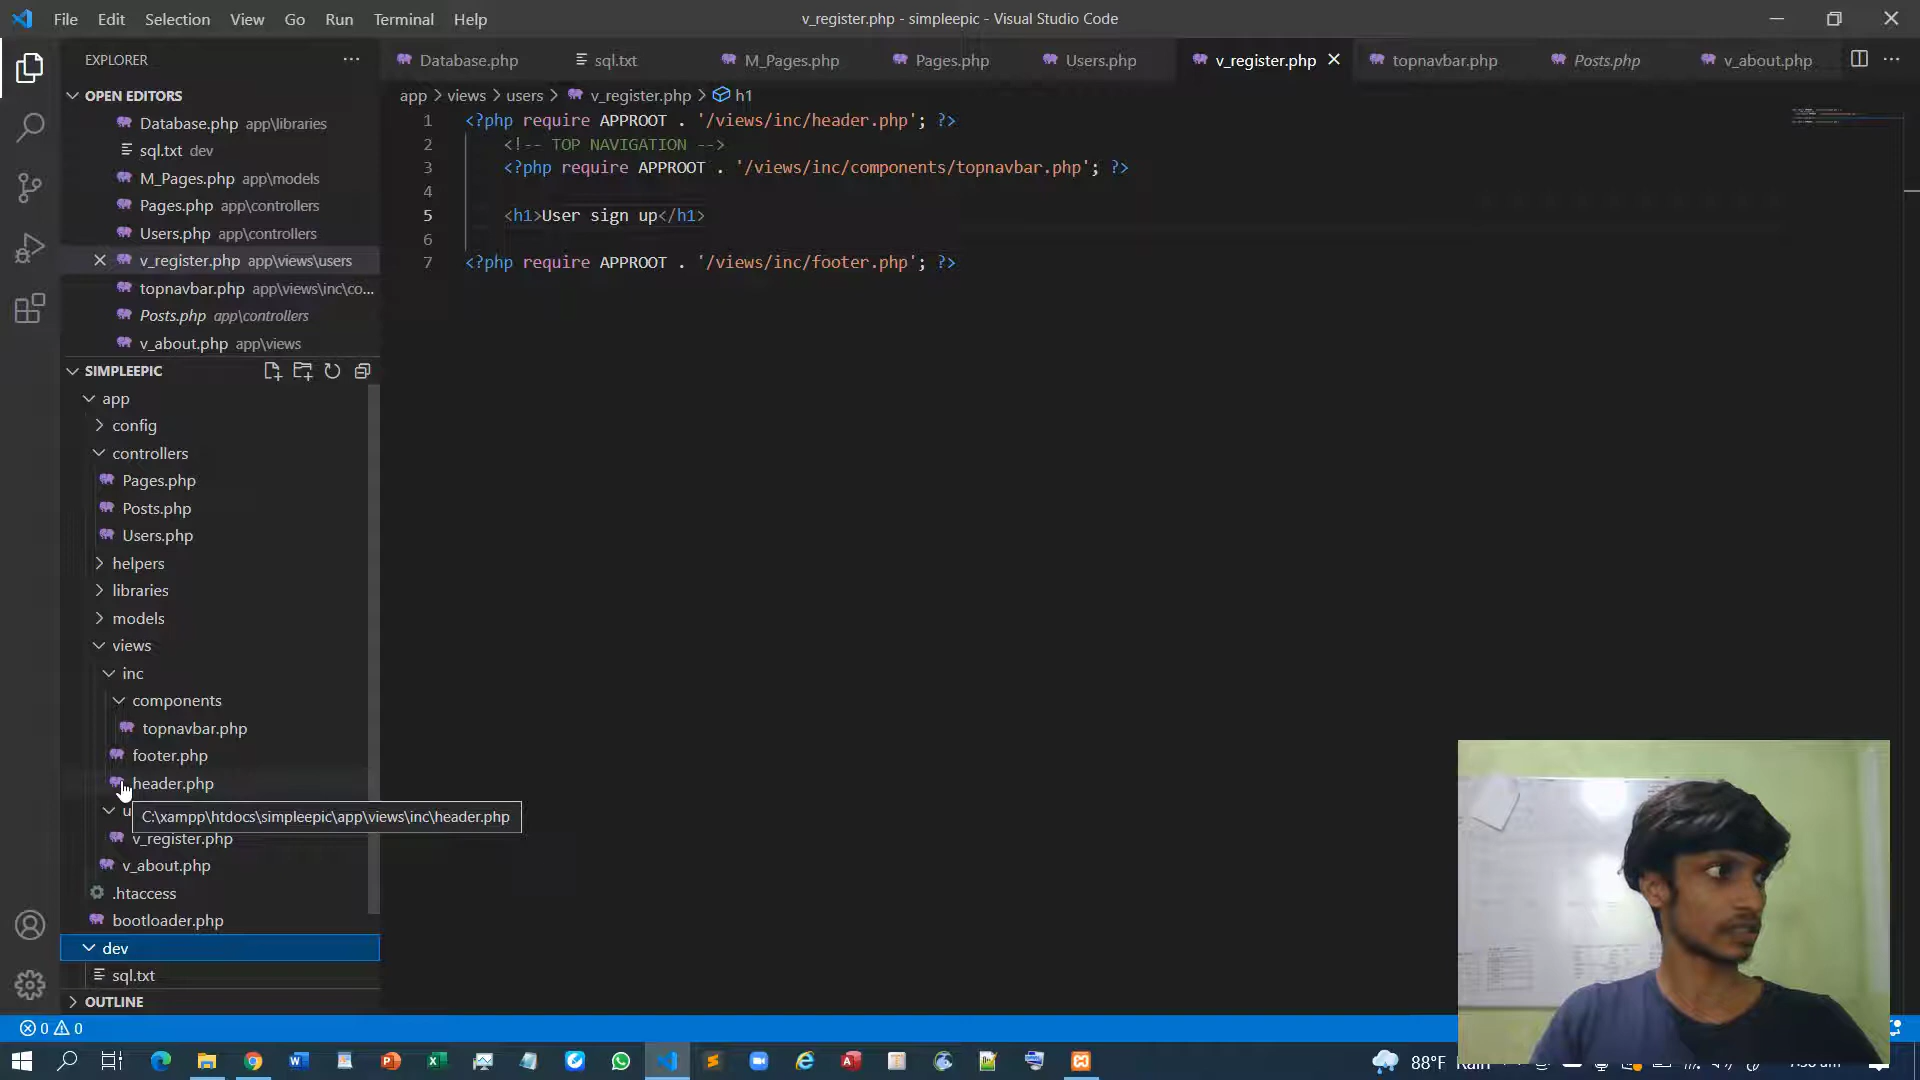 File Edit Selection View Go Run Terminal Help
v_register.php - simpleepic - Visual Studio Code
EXPLORER
OPEN EDITORS
Database.php app\libraries
sql.txt dev
M_Pages.php app\models
Pages.php app\controllers
Users.php app\controllers
v_register.php app\views\users
topnavbar.php app\views\inc\co...
Posts.php app\controllers
v_about.php app\views
SIMPLEEPIC
app
config
controllers
Pages.php
Posts.php
Users.php
helpers
libraries
models
views
inc
components
topnavbar.php
footer.php
header.php
u
C:\xampp\htdocs\simpleepic\app\views\inc\header.php
v_register.php
v_about.php
.htaccess
bootloader.php
dev
sql.txt
OUTLINE
Database.php sql.txt M_Pages.php Pages.php Users.php v_register.php topnavbar.php Posts.php v_about.php
app > views > users > v_register.php > h1
1 <?php require APPROOT . '/views/inc/header.php'; ?>
2 <!-- TOP NAVIGATION -->
3 <?php require APPROOT . '/views/inc/components/topnavbar.php'; ?>
4
5 <h1>User sign up</h1>
6
7 <?php require APPROOT . '/views/inc/footer.php'; ?>
0 0
88°F Rain